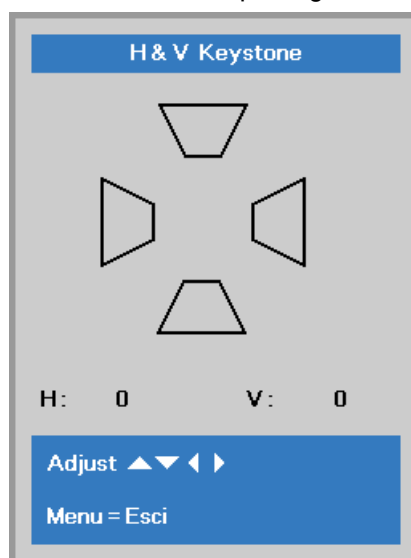 H & V Keystone
H: 0 V: 0
Adjust ▲▼◀▶
Menu = Esci